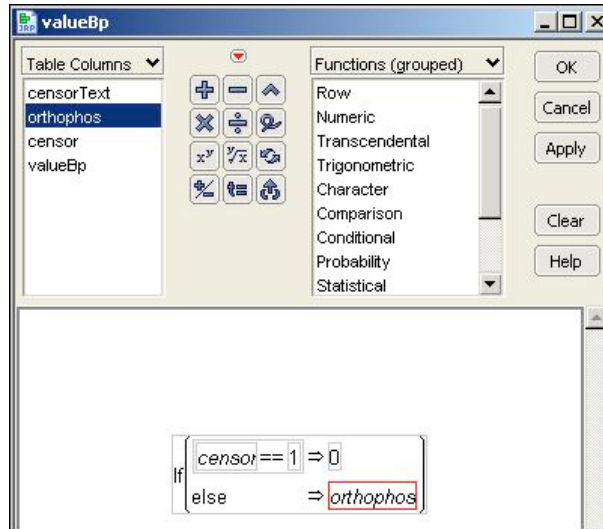 valueBp
Table Columns
censorText
orthophos
censor
valueBp
xʸ
ʸ√x
t=
Functions (grouped)
Row
Numeric
Transcendental
Trigonometric
Character
Comparison
Conditional
Probability
Statistical
OK
Cancel
Apply
Clear
Help
If
censor == 1 ⇒ 0
else ⇒ orthophos